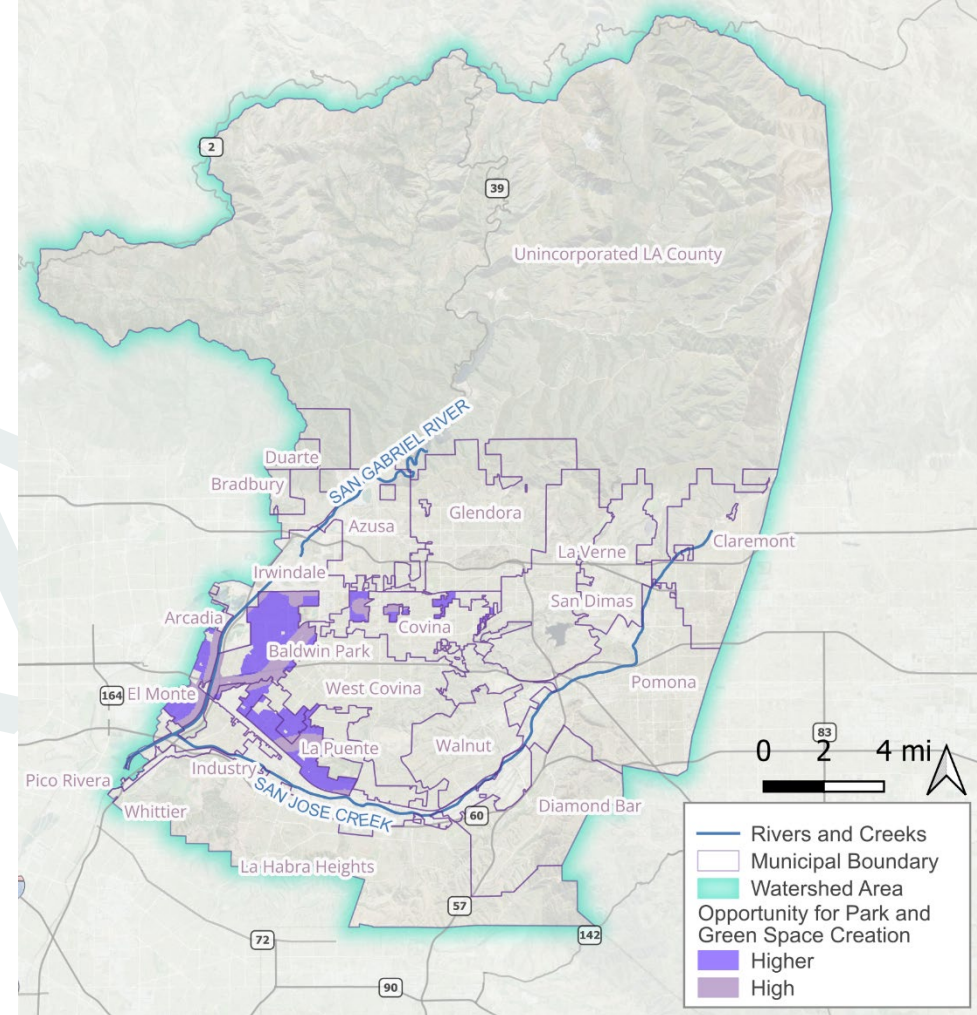 2
39
Unincorporated LA County
SAN GABRIEL RIVER
Duarte
Bradbury
Azusa
Glendora
La Verne
Claremont
Irwindale
San Dimas
Arcadia
Covina
Baldwin Park
El Monte
164
West Covina
Pomona
La Puente
Walnut
83
Pico Rivera
Industry
SAN JOSE CREEK
Whittier
60
Diamond Bar
La Habra Heights
57
72
142
90
0 2 4 mi
Rivers and Creeks
Municipal Boundary
Watershed Area
Opportunity for Park and
Green Space Creation
Higher
High